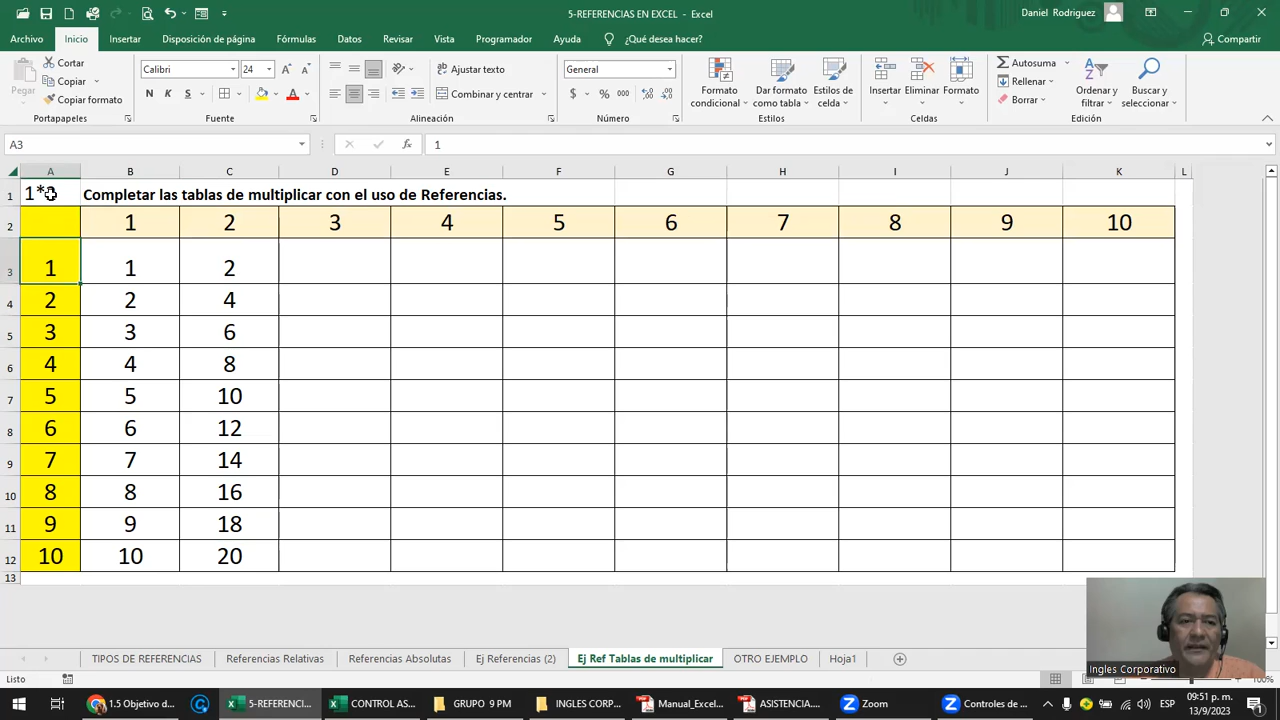 5-REFERENCIAS EN EXCEL - Excel
Daniel Rodriguez
Archivo Inicio Insertar Disposición de página Fórmulas Datos Revisar Vista Programador Ayuda ¿Qué desea hacer? Compartir
Pegar
Cortar
Copiar
Copiar formato
Portapapeles
Calibri 24
N K S
Fuente
Ajustar texto
Combinar y centrar
Alineación
General
$ % 000
Número
Formato condicional
Dar formato como tabla
Estilos de celda
Estilos
Insertar Eliminar Formato
Celdas
Autosuma
Rellenar
Borrar
Ordenar y filtrar
Buscar y seleccionar
Edición
A3 fx 1
A B C D E F G H I J K L
1 1* Completar las tablas de multiplicar con el uso de Referencias.
2 1 2 3 4 5 6 7 8 9 10
3 1 1 2
4 2 2 4
5 3 3 6
6 4 4 8
7 5 5 10
8 6 6 12
9 7 7 14
10 8 8 16
11 9 9 18
12 10 10 20
13
Ingles Corporativo
TIPOS DE REFERENCIAS Referencias Relativas Referencias Absolutas Ej Referencias (2) Ej Ref Tablas de multiplicar OTRO EJEMPLO Hoja1
Listo 100%
1.5 Objetivo d 5-REFERENCI... CONTROL AS... GRUPO 9 PM INGLES CORP... Manual_Exce... ASISTENCIA.... Zoom Controles de ... ESP 09:51 p. m.
13/9/2023